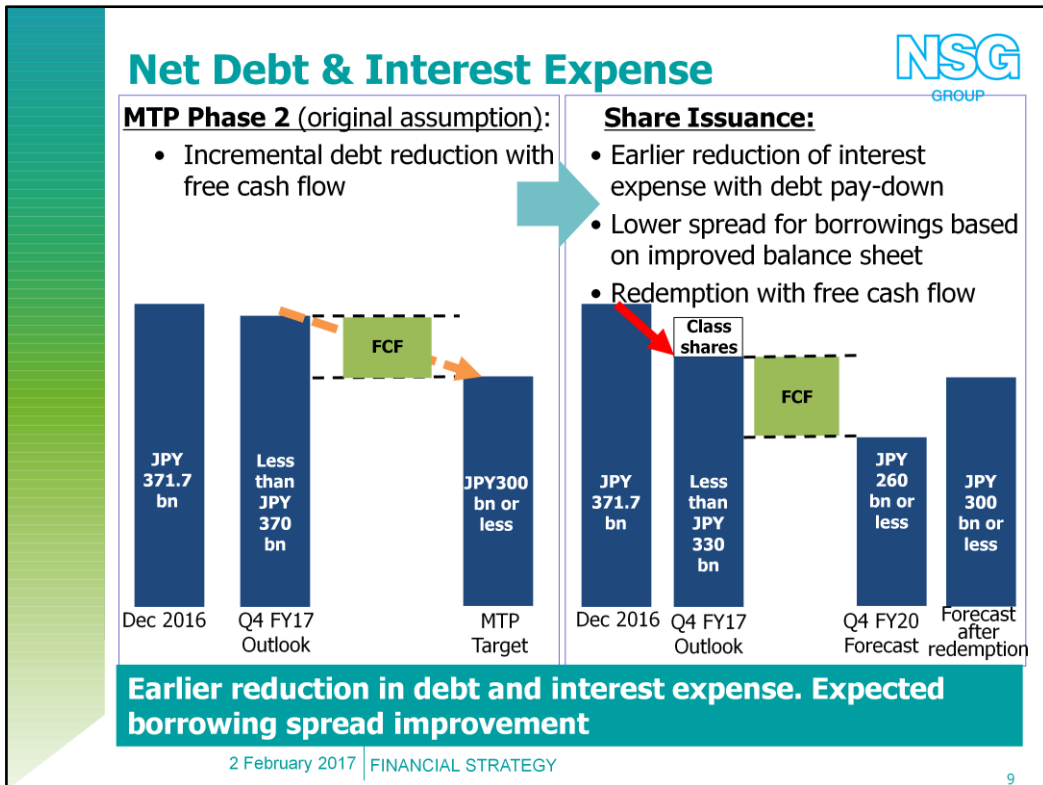 Net Debt & Interest Expense
NSG
GROUP
MTP Phase 2 (original assumption):
• Incremental debt reduction with
free cash flow
FCF
JPY
371.7
bn
Less
than
JPY
370
bn
JPY300
bn or
less
Dec 2016
Q4 FY17
Outlook
MTP
Target
Share Issuance:
• Earlier reduction of interest
expense with debt pay-down
• Lower spread for borrowings based
on improved balance sheet
• Redemption with free cash flow
Class
shares
FCF
JPY
371.7
bn
Less
than
JPY
330
bn
JPY
260
bn or
less
JPY
300
bn or
less
Dec 2016
Q4 FY17
Outlook
Q4 FY20
Forecast
Forecast
after
redemption
Earlier reduction in debt and interest expense. Expected
borrowing spread improvement
2 February 2017
FINANCIAL STRATEGY
9